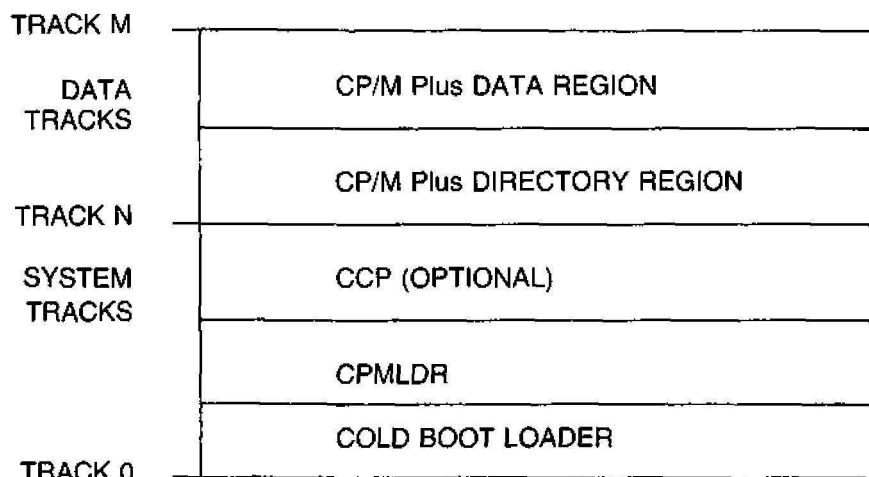 TRACK M
DATA
TRACKS
CP/M Plus DATA REGION
CP/M Plus DIRECTORY REGION
TRACK N
SYSTEM
TRACKS
CCP (OPTIONAL)
CPMLDR
COLD BOOT LOADER
TRACK 0